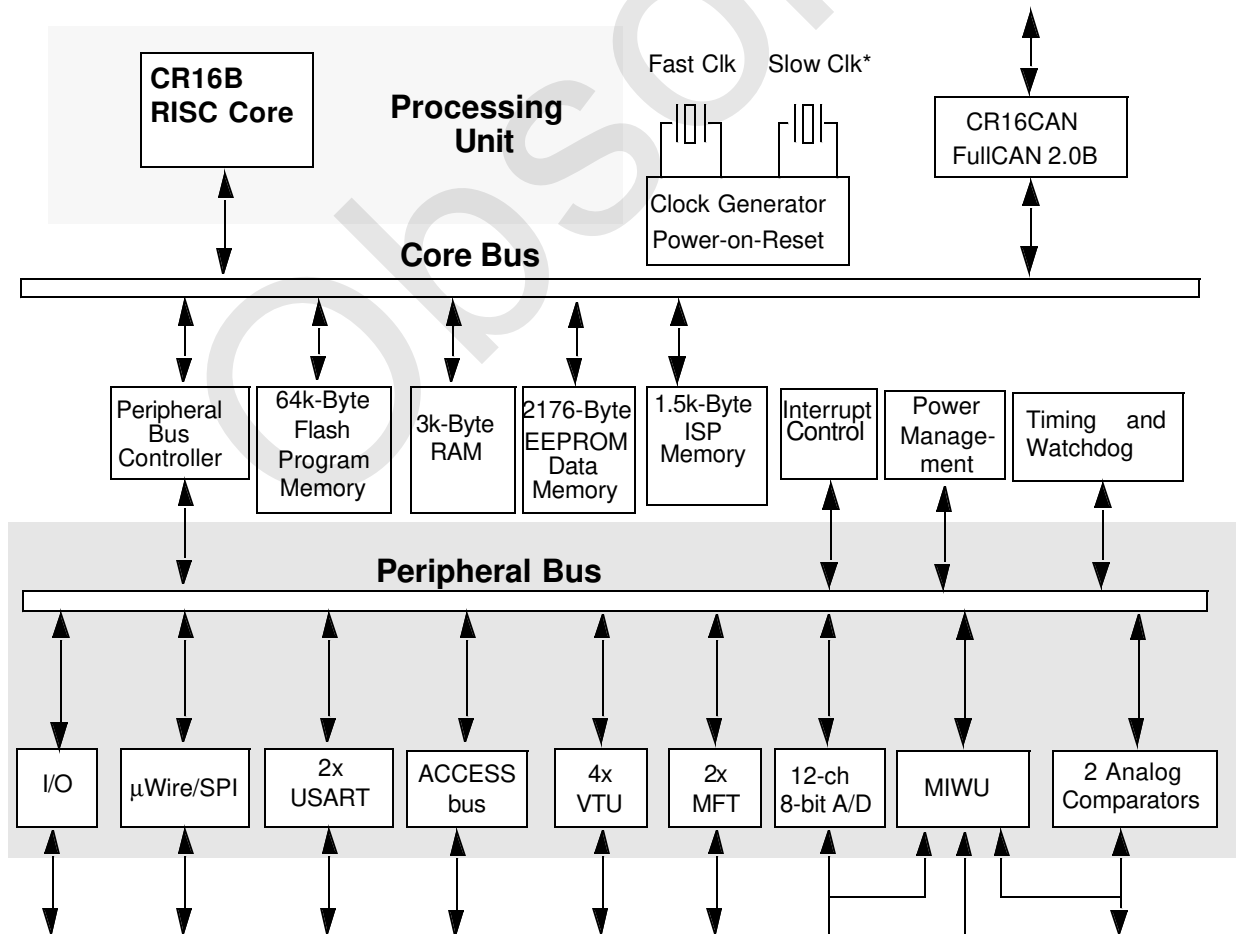 CR16B
RISC Core
Processing
Unit
Fast Clk
Slow Clk*
CR16CAN
FullCAN 2.0B
Clock Generator
Power-on-Reset
Core Bus
Peripheral
Bus
Controller
64k-Byte
Flash
Program
Memory
3k-Byte
RAM
2176-Byte
EEPROM
Data
Memory
1.5k-Byte
ISP
Memory
Interrupt
Control
Power
Manage-
ment
Timing and
Watchdog
Peripheral Bus
I/O
µWire/SPI
2x
USART
ACCESS
bus
4x
VTU
2x
MFT
12-ch
8-bit A/D
MIWU
2 Analog
Comparators